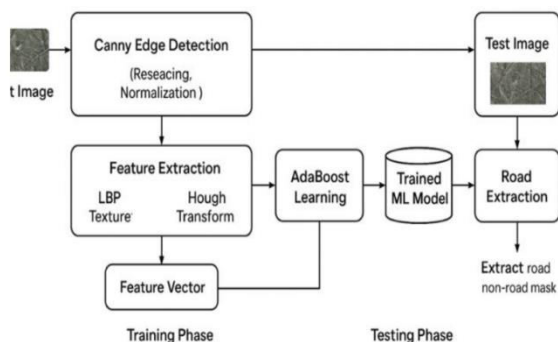 t Image
Canny Edge Detection
(Reseacing,
Normalization )
Test Image
Feature Extraction
LBP
Texture
Hough
Transform
AdaBoost
Learning
Trained
ML Model
Road
Extraction
Feature Vector
Extract road
non-road mask
Training Phase
Testing Phase